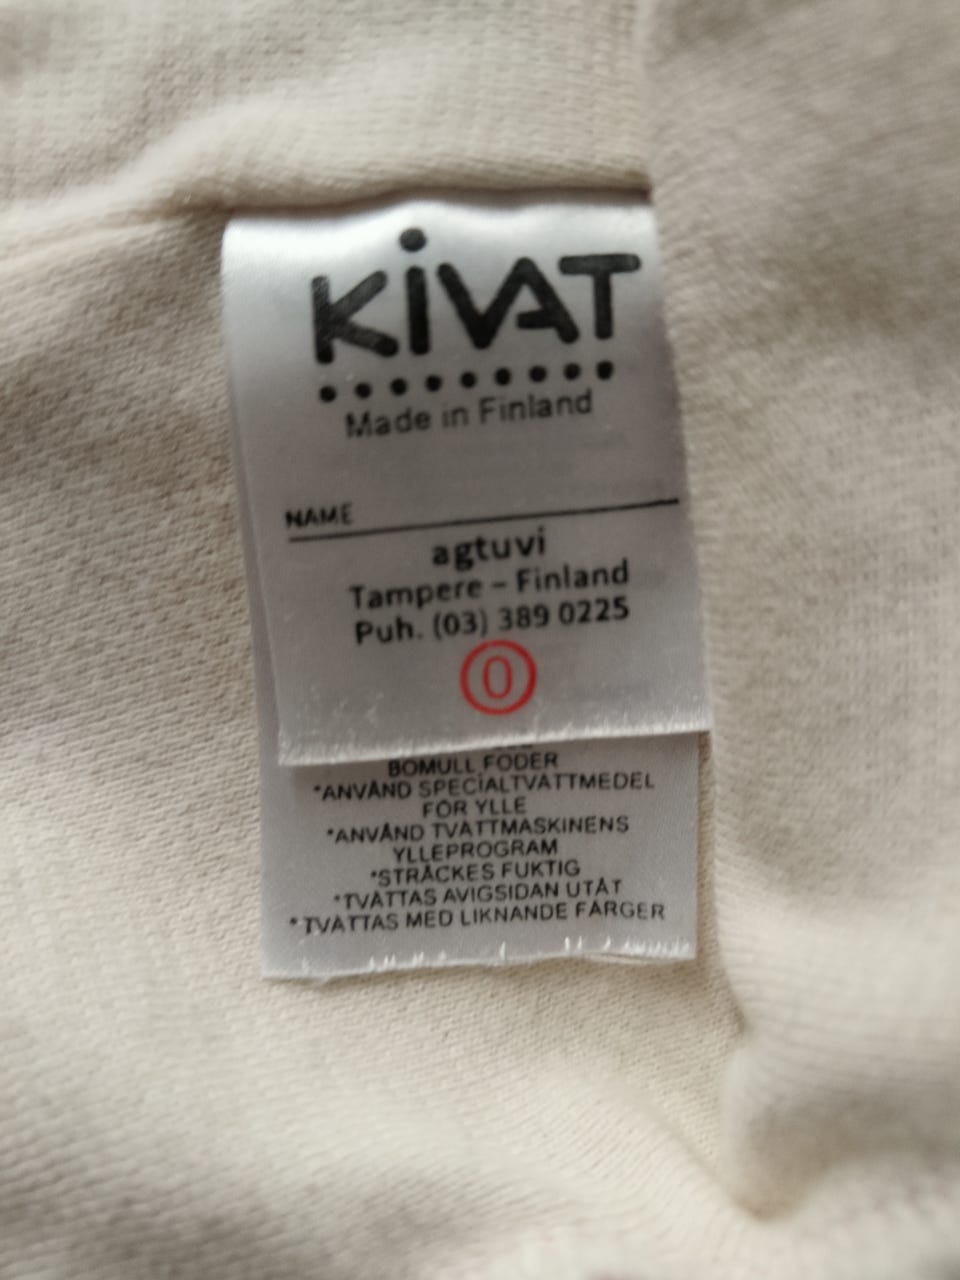 KiVAT
Made in Finland
NAME
agtuvi
Tampere – Finland
Puh. (03) 389 0225
0
BOMULL FODER
*ANVÄND SPECIALTVÄTTMEDEL
FÖR YLLE
*ANVÄND TVÄTTMASKINENS
YLLEPROGRAM
*STRÄCKES FUKTIG
*TVÄTTAS AVIGSIDAN UTÅT
*TVÄTTAS MED LIKNANDE FÄRGER